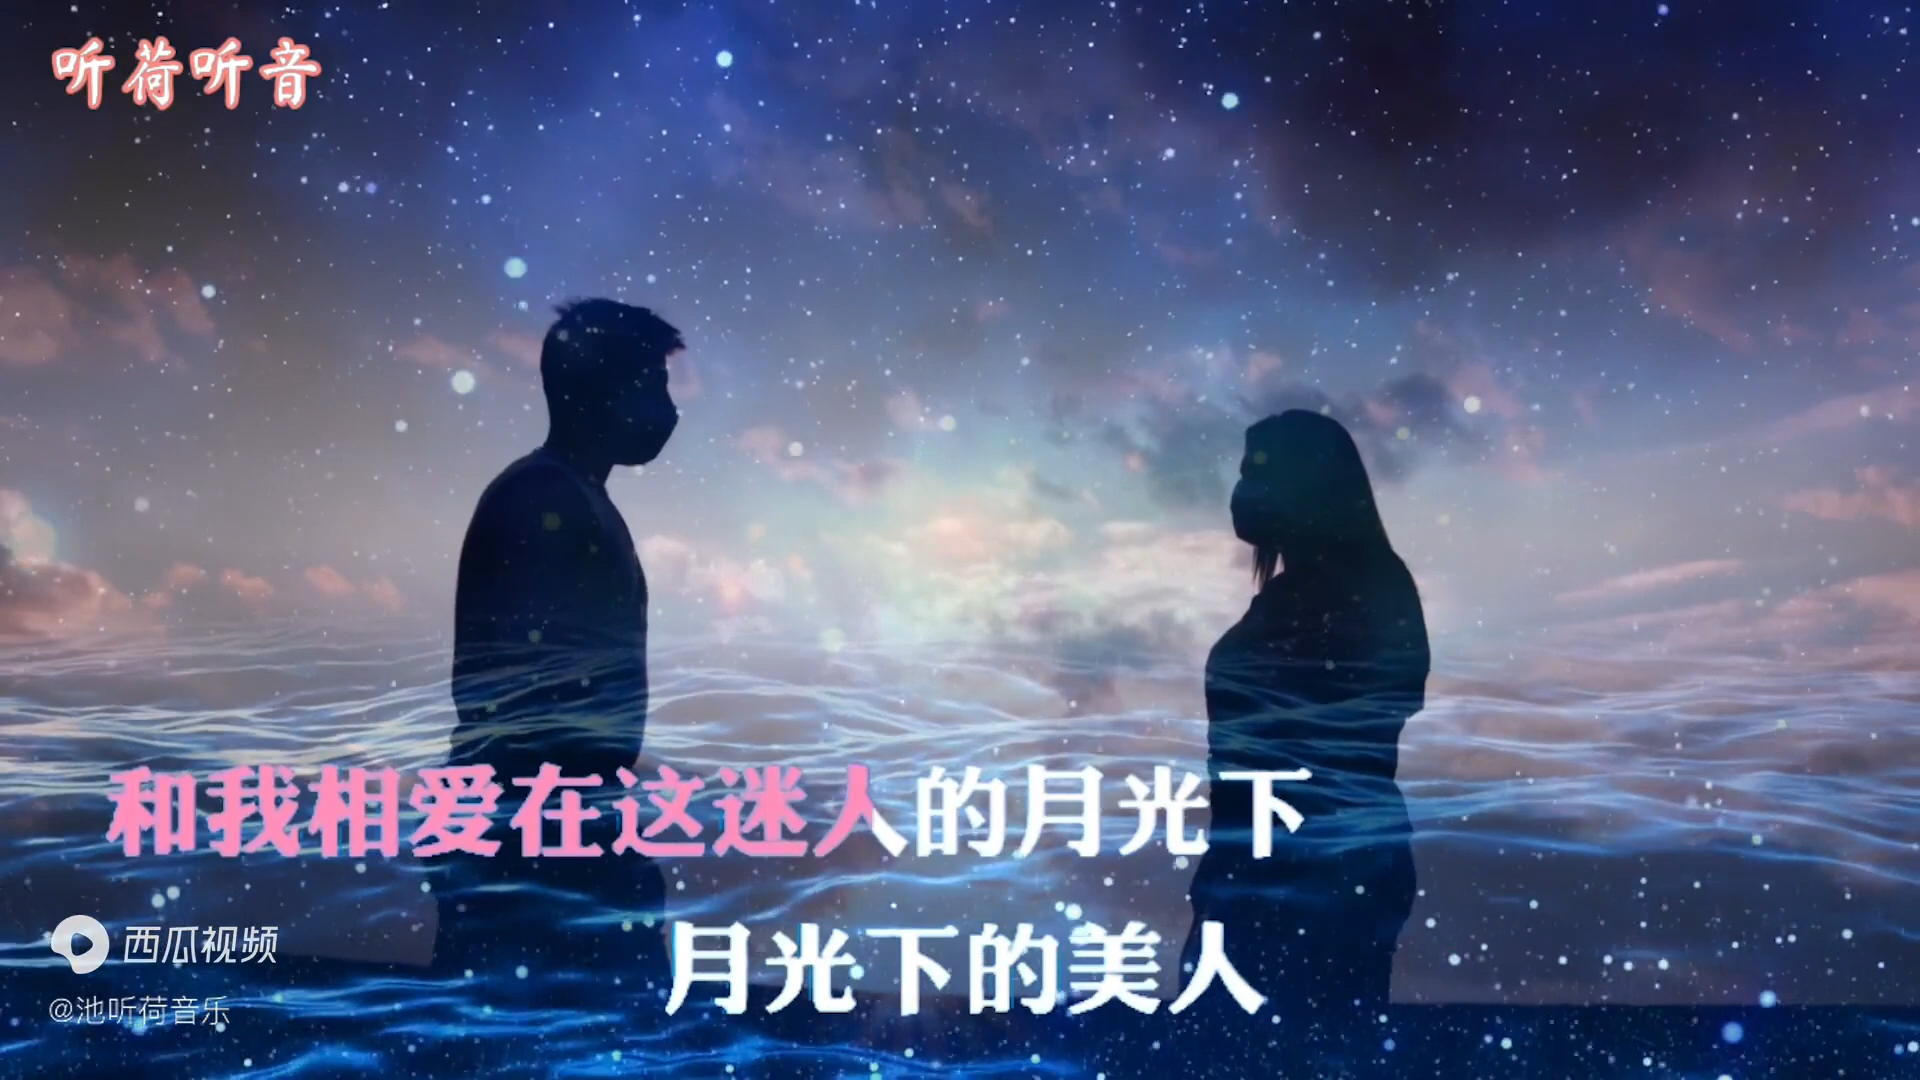 听荷听音
和我相爱在这迷人的月光下
月光下的美人
西瓜视频
@池听荷音乐